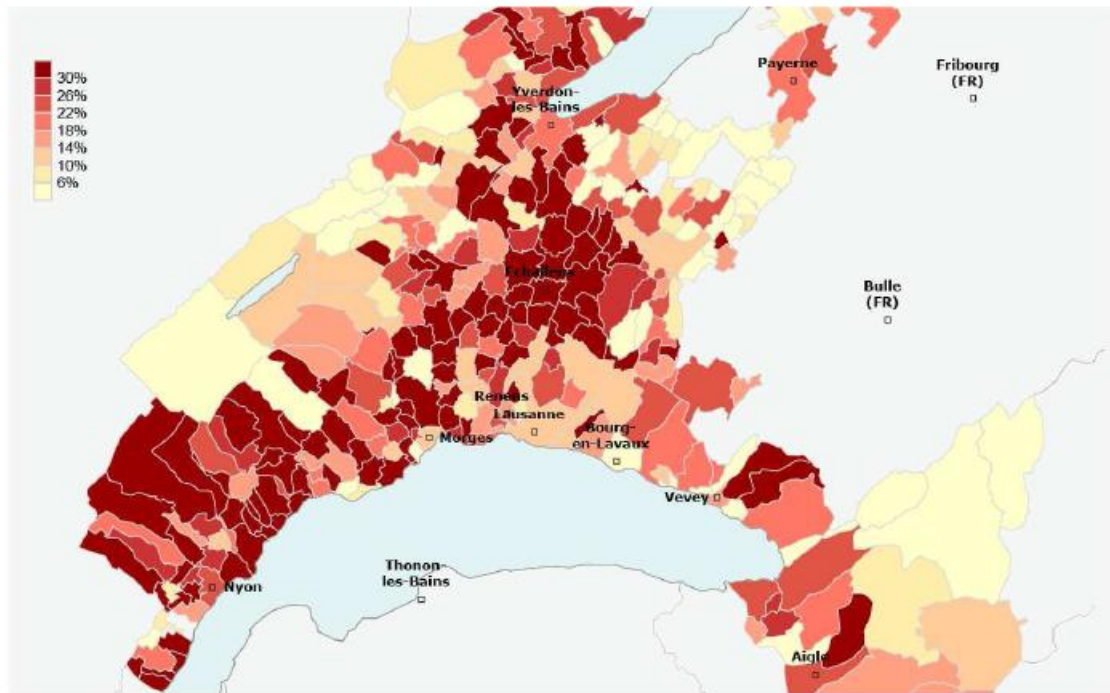 30%
26%
22%
18%
14%
10%
6%
Payerne
Fribourg
(FR)
Yverdon-
les-Bains
Echallens
Bulle
(FR)
Renens
Lausanne
Bourg-
en-Lavaux
Morges
Vevey
Thonon-
les-Bains
Nyon
Aigle